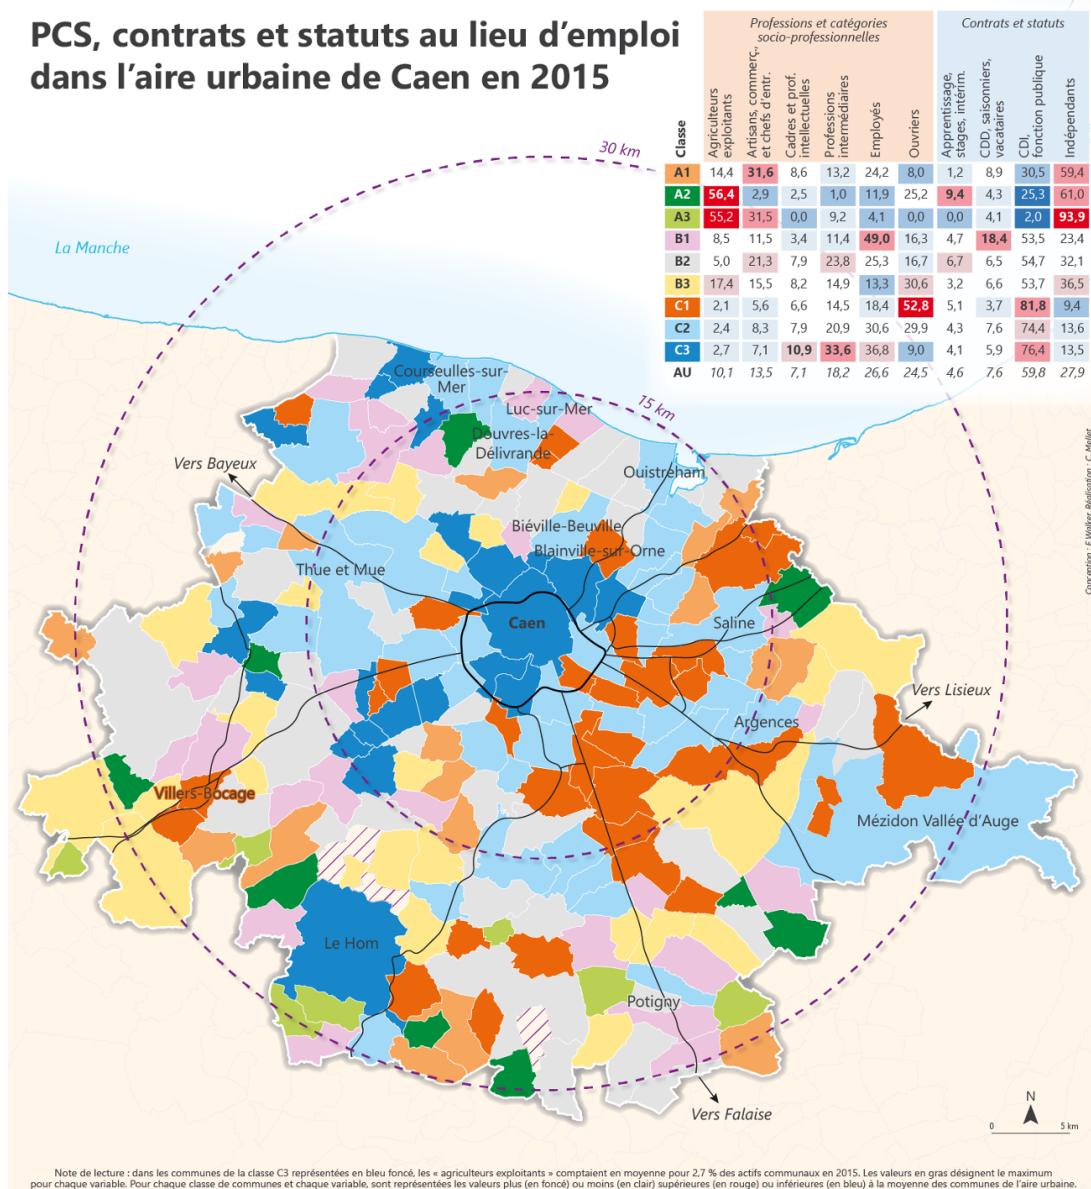 PCS, contrats et statuts au lieu d’emploi
dans l’aire urbaine de Caen en 2015
Professions et catégories
socio-professionnelles
Contrats et statuts
Classe
Agriculteurs
exploitants
Artisans, commerç.,
et chefs d’entr.
Cadres et prof.
intellectuelles
Professions
intermédiaires
Employés
Ouvriers
Apprentissage,
stages, intérim.
CDD, saisonniers,
vacataires
CDI,
fonction publique
Indépendants
A1 14,4 31,6 8,6 13,2 24,2 8,0 1,2 8,9 30,5 59,4
A2 56,4 2,9 2,5 1,0 11,9 25,2 9,4 4,3 25,3 61,0
A3 55,2 31,5 0,0 9,2 4,1 0,0 0,0 4,1 2,0 93,9
B1 8,5 11,5 3,4 11,4 49,0 16,3 4,7 18,4 53,5 23,4
B2 5,0 21,3 7,9 23,8 25,3 16,7 6,7 6,5 54,7 32,1
B3 17,4 15,5 8,2 14,9 13,3 30,6 3,2 6,6 53,7 36,5
C1 2,1 5,6 6,6 14,5 18,4 52,8 5,1 3,7 81,8 9,4
C2 2,4 8,3 7,9 20,9 30,6 29,9 4,3 7,6 74,4 13,6
C3 2,7 7,1 10,9 33,6 36,8 9,0 4,1 5,9 76,4 13,5
AU 10,1 13,5 7,1 18,2 26,6 24,5 4,6 7,6 59,8 27,9
30 km
La Manche
Courseulles-sur-
Mer
15 km
Luc-sur-Mer
Douvres-la-
Délivrande
Vers Bayeux
Ouistreham
Biéville-Beuville
Blainville-sur-Orne
Thue et Mue
Caen
Saline
Vers Lisieux
Argences
Villers-Bocage
Mézidon Vallée d’Auge
Le Hom
Potigny
Vers Falaise
N
0 5 km
Conception : E Walker. Réalisation : C. Mellet
Note de lecture : dans les communes de la classe C3 représentées en bleu foncé, les « agriculteurs exploitants » comptaient en moyenne pour 2,7 % des actifs communaux en 2015. Les valeurs en gras désignent le maximum
pour chaque variable. Pour chaque classe de communes et chaque variable, sont représentées les valeurs plus (en foncé) ou moins (en clair) supérieures (en rouge) ou inférieures (en bleu) à la moyenne des communes de l’aire urbaine.